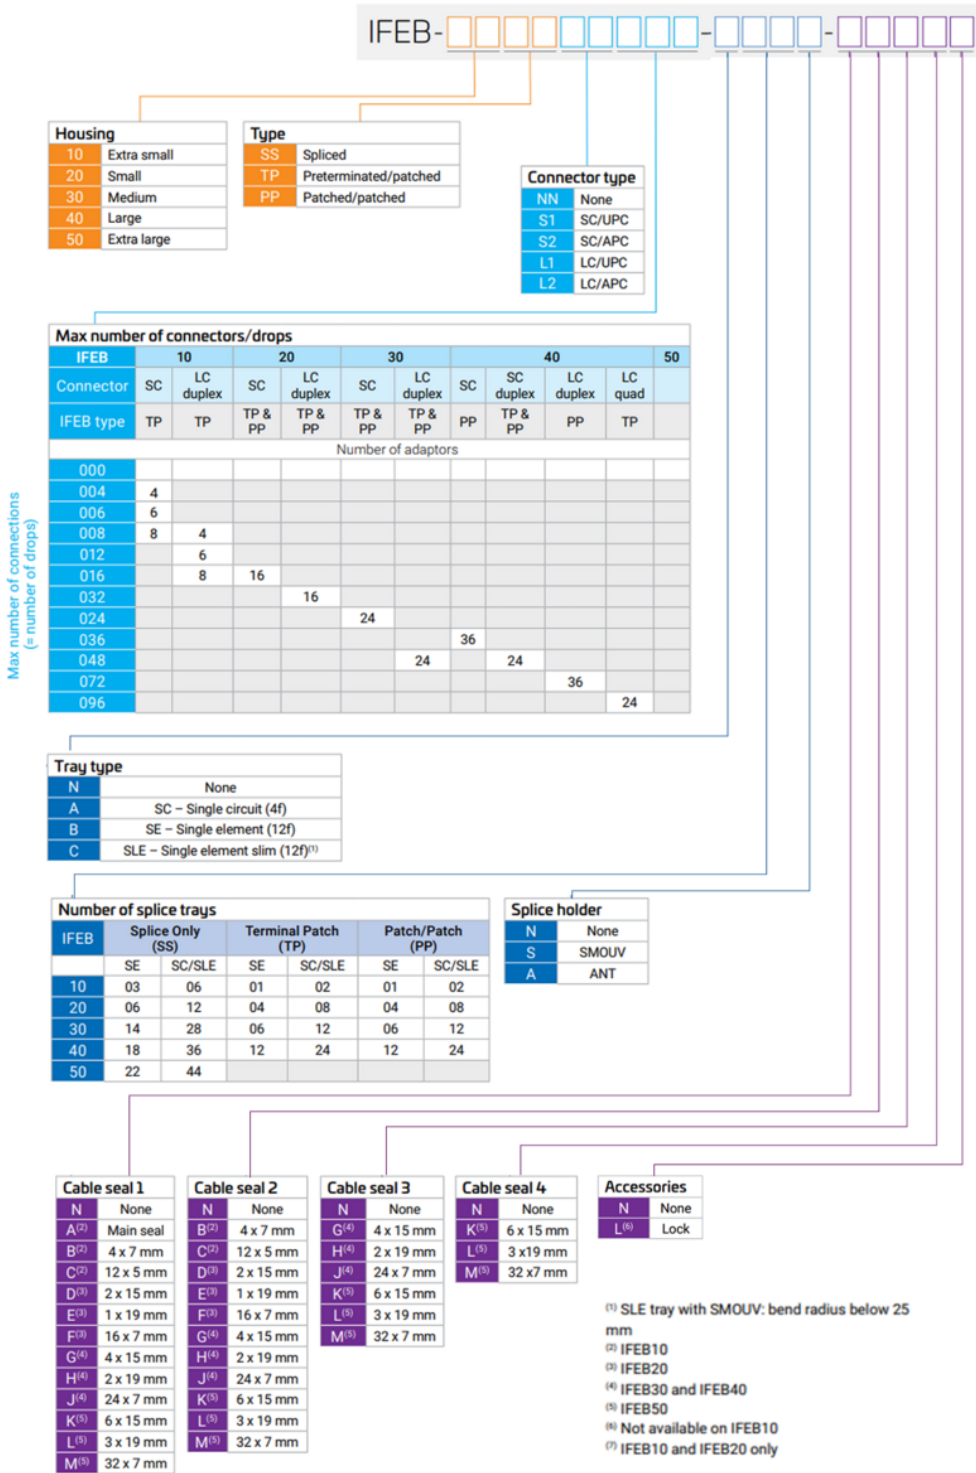 IFEB-
Housing
10 Extra small
20 Small
30 Medium
40 Large
50 Extra large
Type
SS Spliced
TP Preterminated/patched
PP Patched/patched
Connector type
NN None
S1 SC/UPC
S2 SC/APC
L1 LC/UPC
L2 LC/APC
Max number of connectors/drops
IFEB 10 20 30 40 50
Connector SC LC duplex SC LC duplex SC LC duplex SC SC duplex LC duplex LC quad
IFEB type TP TP TP & PP TP & PP TP & PP TP & PP PP TP & PP PP TP
Number of adaptors
Max number of connections
(= number of drops)
000
004 4
006 6
008 8 4
012 6
016 8 16
032 16
024 24
036 36
048 24 24
072 36
096 24
Tray type
N None
A SC – Single circuit (4f)
B SE – Single element (12f)
C SLE – Single element slim (12f)(1)
Number of splice trays
IFEB Splice Only (SS) Terminal Patch (TP) Patch/Patch (PP)
SE SC/SLE SE SC/SLE SE SC/SLE
10 03 06 01 02 01 02
20 06 12 04 08 04 08
30 14 28 06 12 06 12
40 18 36 12 24 12 24
50 22 44
Splice holder
N None
S SMOUV
A ANT
Cable seal 1
N None
A(2) Main seal
B(2) 4 x 7 mm
C(2) 12 x 5 mm
D(3) 2 x 15 mm
E(3) 1 x 19 mm
F(3) 16 x 7 mm
G(4) 4 x 15 mm
H(4) 2 x 19 mm
J(4) 24 x 7 mm
K(5) 6 x 15 mm
L(5) 3 x 19 mm
M(5) 32 x 7 mm
Cable seal 2
N None
B(2) 4 x 7 mm
C(2) 12 x 5 mm
D(3) 2 x 15 mm
E(3) 1 x 19 mm
F(3) 16 x 7 mm
G(4) 4 x 15 mm
H(4) 2 x 19 mm
J(4) 24 x 7 mm
K(5) 6 x 15 mm
L(5) 3 x 19 mm
M(5) 32 x 7 mm
Cable seal 3
N None
G(4) 4 x 15 mm
H(4) 2 x 19 mm
J(4) 24 x 7 mm
K(5) 6 x 15 mm
L(5) 3 x 19 mm
M(5) 32 x 7 mm
Cable seal 4
N None
K(5) 6 x 15 mm
L(5) 3 x19 mm
M(5) 32 x7 mm
Accessories
N None
L(6) Lock
(1) SLE tray with SMOUV: bend radius below 25
mm
(2) IFEB10
(3) IFEB20
(4) IFEB30 and IFEB40
(5) IFEB50
(6) Not available on IFEB10
(7) IFEB10 and IFEB20 only